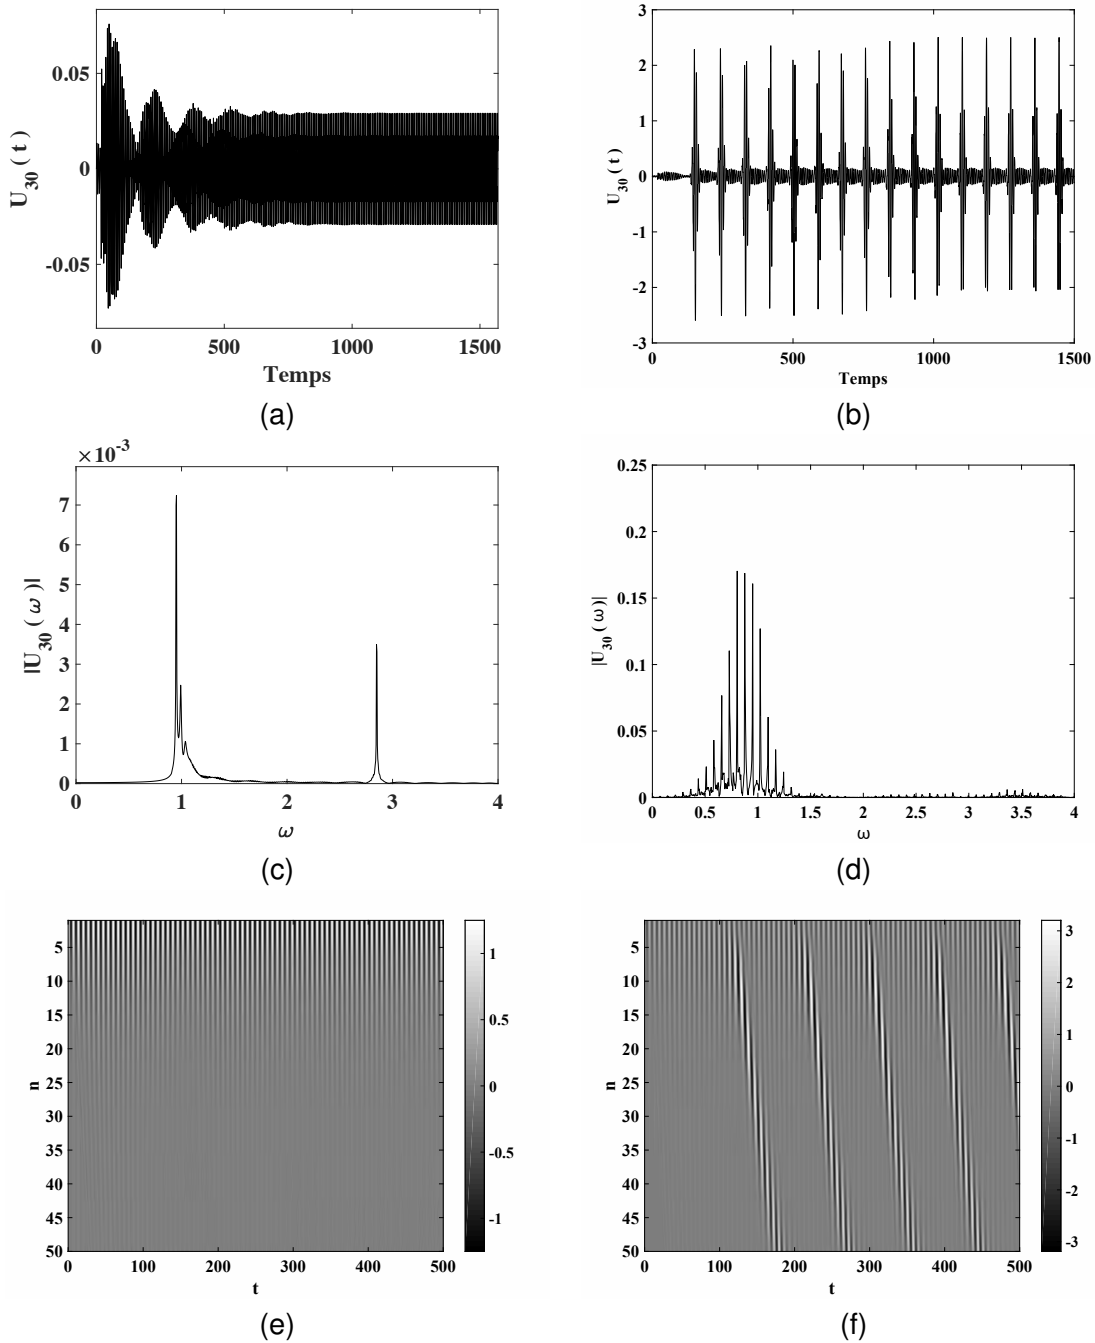 0.05
0
-0.05
U30 ( t )
0 500 1000 1500
Temps
(a)
3
2
1
0
-1
-2
-3
U30 ( t )
0 500 1000 1500
Temps
(b)
×10-3
7
6
5
4
3
2
1
0
|U30 ( ω )|
0 1 2 3 4
ω
(c)
0.25
0.2
0.15
0.1
0.05
0
|U30 ( ω )|
0 0.5 1 1.5 2 2.5 3 3.5 4
ω
(d)
5
10
15
20
25
30
35
40
45
50
n
0 100 200 300 400 500
t
1
0.5
0
-0.5
-1
(e)
5
10
15
20
25
30
35
40
45
50
n
0 100 200 300 400 500
t
3
2
1
0
-1
-2
-3
(f)